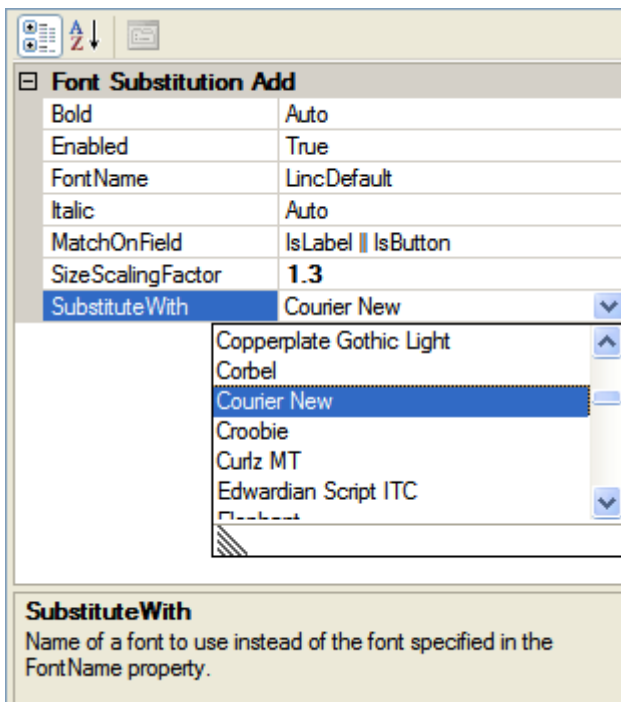 Font Substitution Add
Bold Auto
Enabled True
FontName LincDefault
Italic Auto
MatchOnField IsLabel || IsButton
SizeScalingFactor 1.3
SubstituteWith Courier New
Copperplate Gothic Light
Corbel
Courier New
Croobie
Curlz MT
Edwardian Script ITC
Elephant
SubstituteWith
Name of a font to use instead of the font specified in the
FontName property.